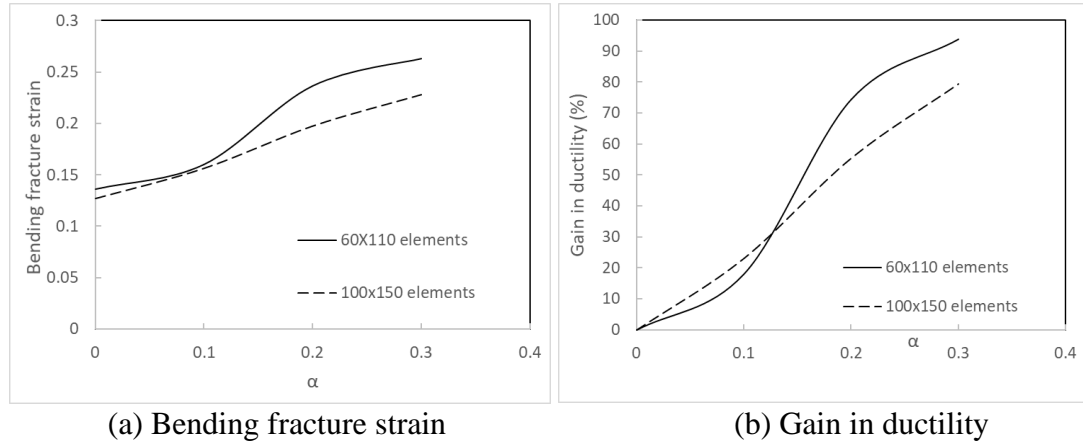 0.3
0.25
0.2
0.15
0.1
0.05
0
Bending fracture strain
60X110 elements
100x150 elements
0 0.1 0.2 0.3 0.4
α
(a) Bending fracture strain
100
90
80
70
60
50
40
30
20
10
0
Gain in ductility (%)
60x110 elements
100x150 elements
0 0.1 0.2 0.3 0.4
α
(b) Gain in ductility